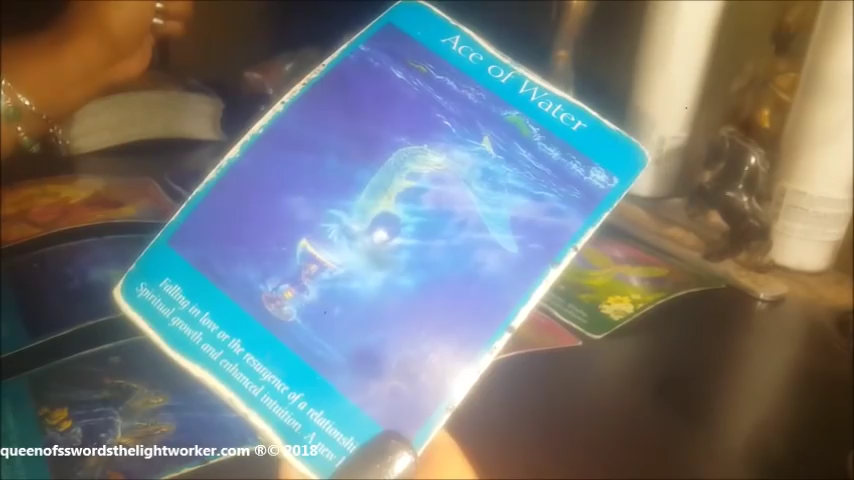 Ace of Water
Falling in love or the resurgence of a relationship
Spiritual growth and enhanced intuition A new
queenofsswordsthelightworker.com ®© 2018